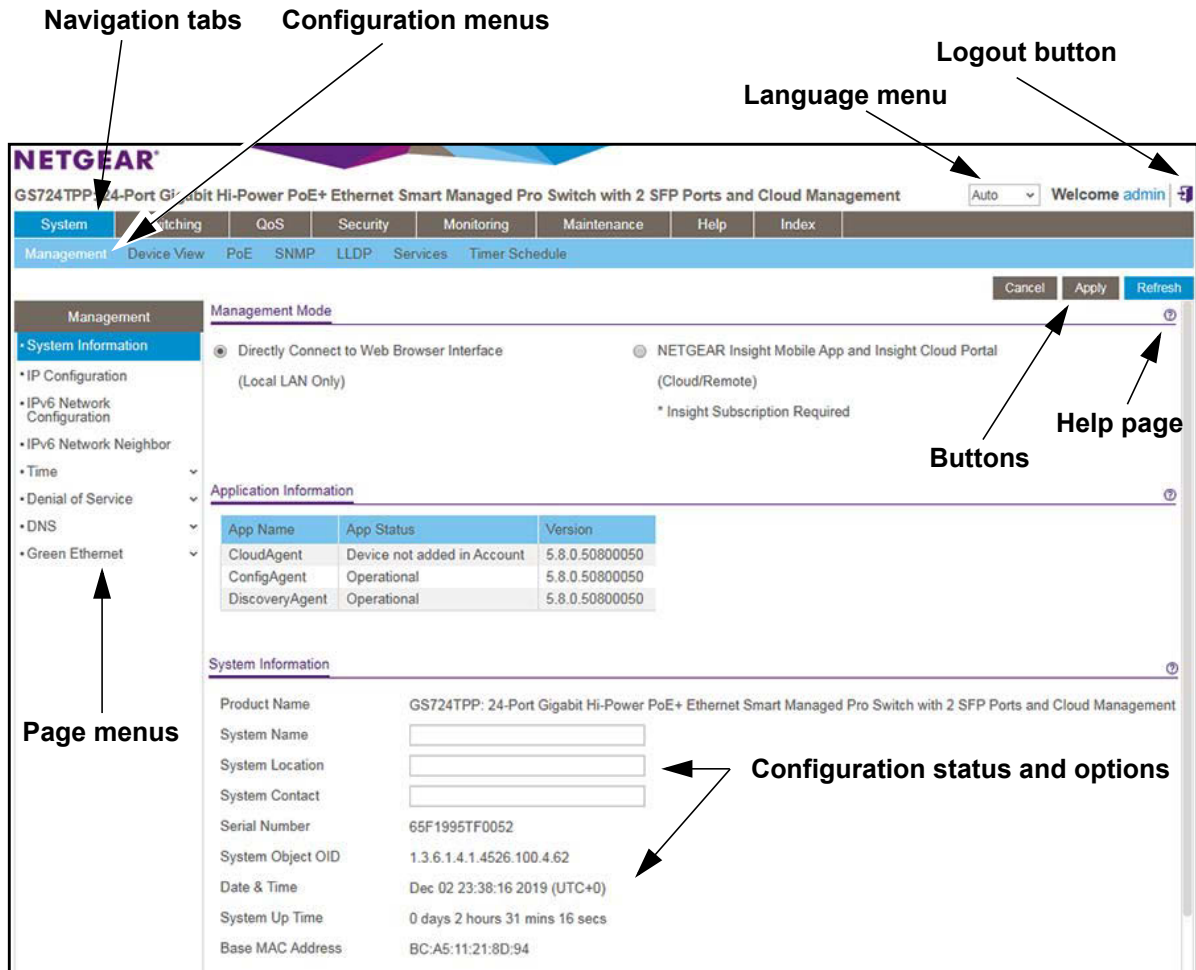 Navigation tabs
Configuration menus
Logout button
Language menu
NETGEAR
GS724TPP: 24-Port Gigabit Hi-Power PoE+ Ethernet Smart Managed Pro Switch with 2 SFP Ports and Cloud Management
Auto
Welcome admin
System Switching QoS Security Monitoring Maintenance Help Index
Management Device View PoE SNMP LLDP Services Timer Schedule
Cancel Apply Refresh
Management
• System Information
• IP Configuration
• IPv6 Network
Configuration
• IPv6 Network Neighbor
• Time
• Denial of Service
• DNS
• Green Ethernet
Page menus
Management Mode
Directly Connect to Web Browser Interface
(Local LAN Only)
NETGEAR Insight Mobile App and Insight Cloud Portal
(Cloud/Remote)
* Insight Subscription Required
Help page
Buttons
Application Information
App Name App Status Version
CloudAgent Device not added in Account 5.8.0.50800050
ConfigAgent Operational 5.8.0.50800050
DiscoveryAgent Operational 5.8.0.50800050
System Information
Product Name GS724TPP: 24-Port Gigabit Hi-Power PoE+ Ethernet Smart Managed Pro Switch with 2 SFP Ports and Cloud Management
System Name
System Location
System Contact
Configuration status and options
Serial Number 65F1995TF0052
System Object OID 1.3.6.1.4.1.4526.100.4.62
Date & Time Dec 02 23:38:16 2019 (UTC+0)
System Up Time 0 days 2 hours 31 mins 16 secs
Base MAC Address BC:A5:11:21:8D:94